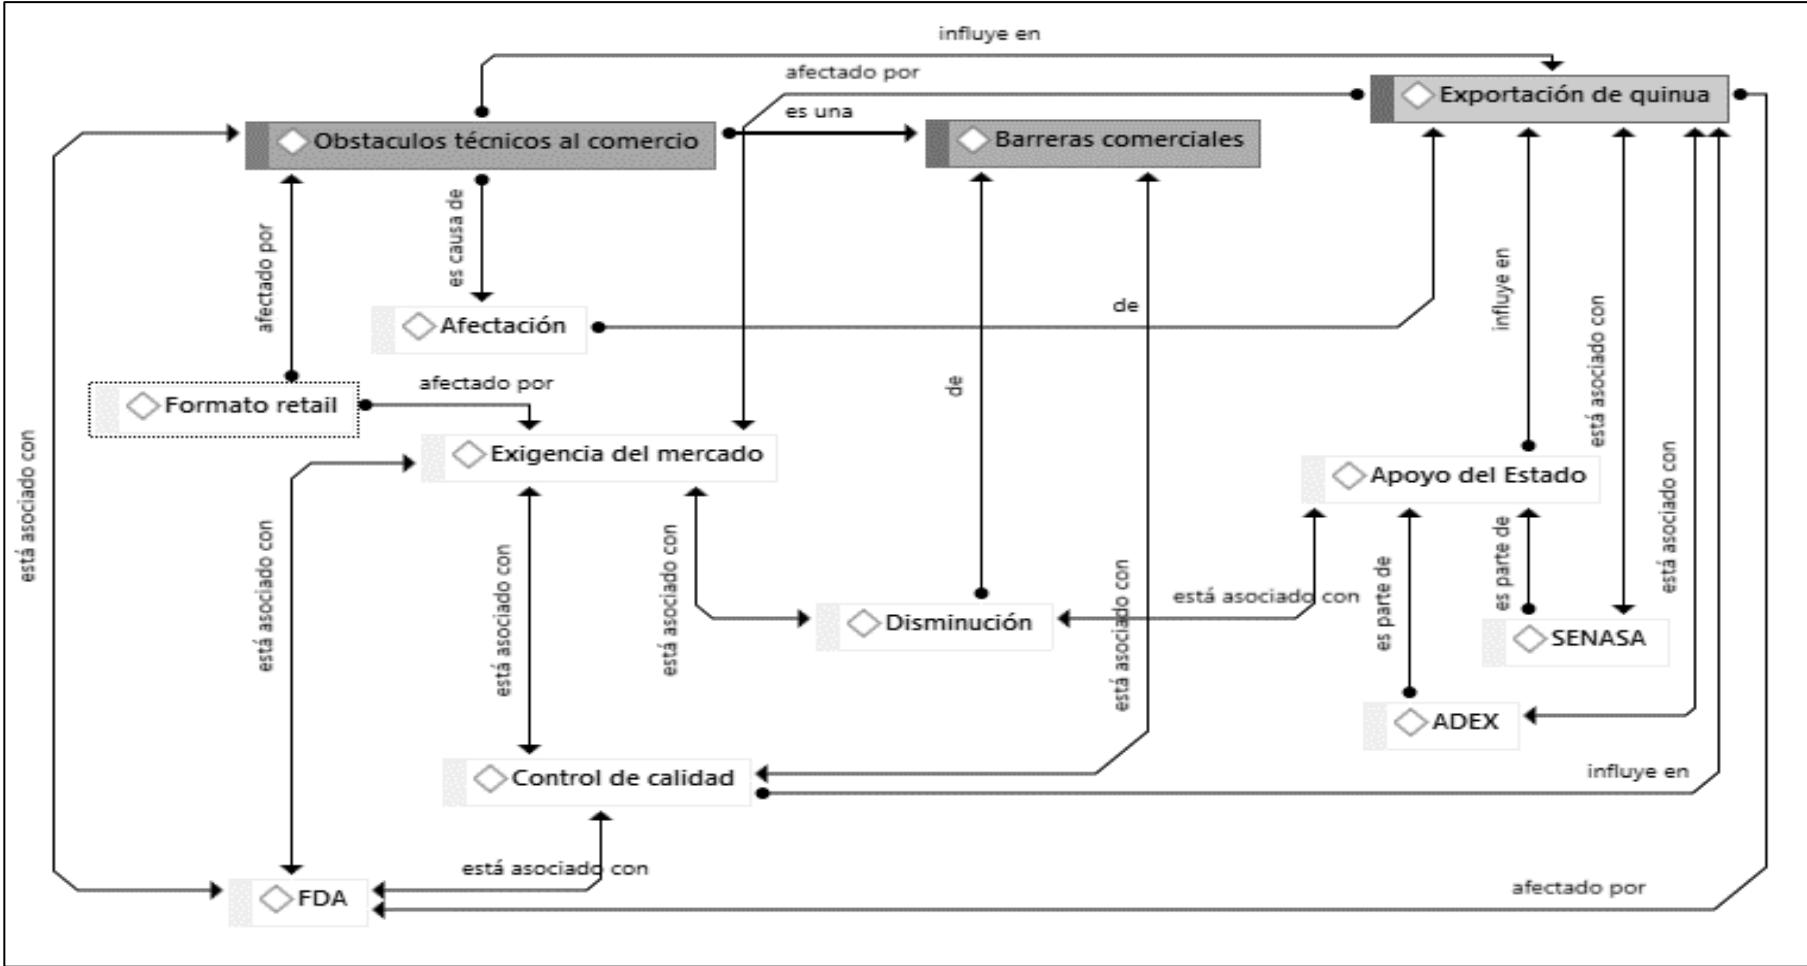 influye en
afectado por
Exportación de quinua
es una
Obstaculos técnicos al comercio
Barreras comerciales
es causa de
afectado por
influye en
de
Afectación
está asociado con
afectado por
de
Formato retail
Exigencia del mercado
está asociado con
Apoyo del Estado
está asociado con
está asociado con
está asociado con
está asociado con
es parte de
es parte de
está asociado con
está asociado con
Disminución
SENASA
ADEX
Control de calidad
influye en
está asociado con
afectado por
FDA